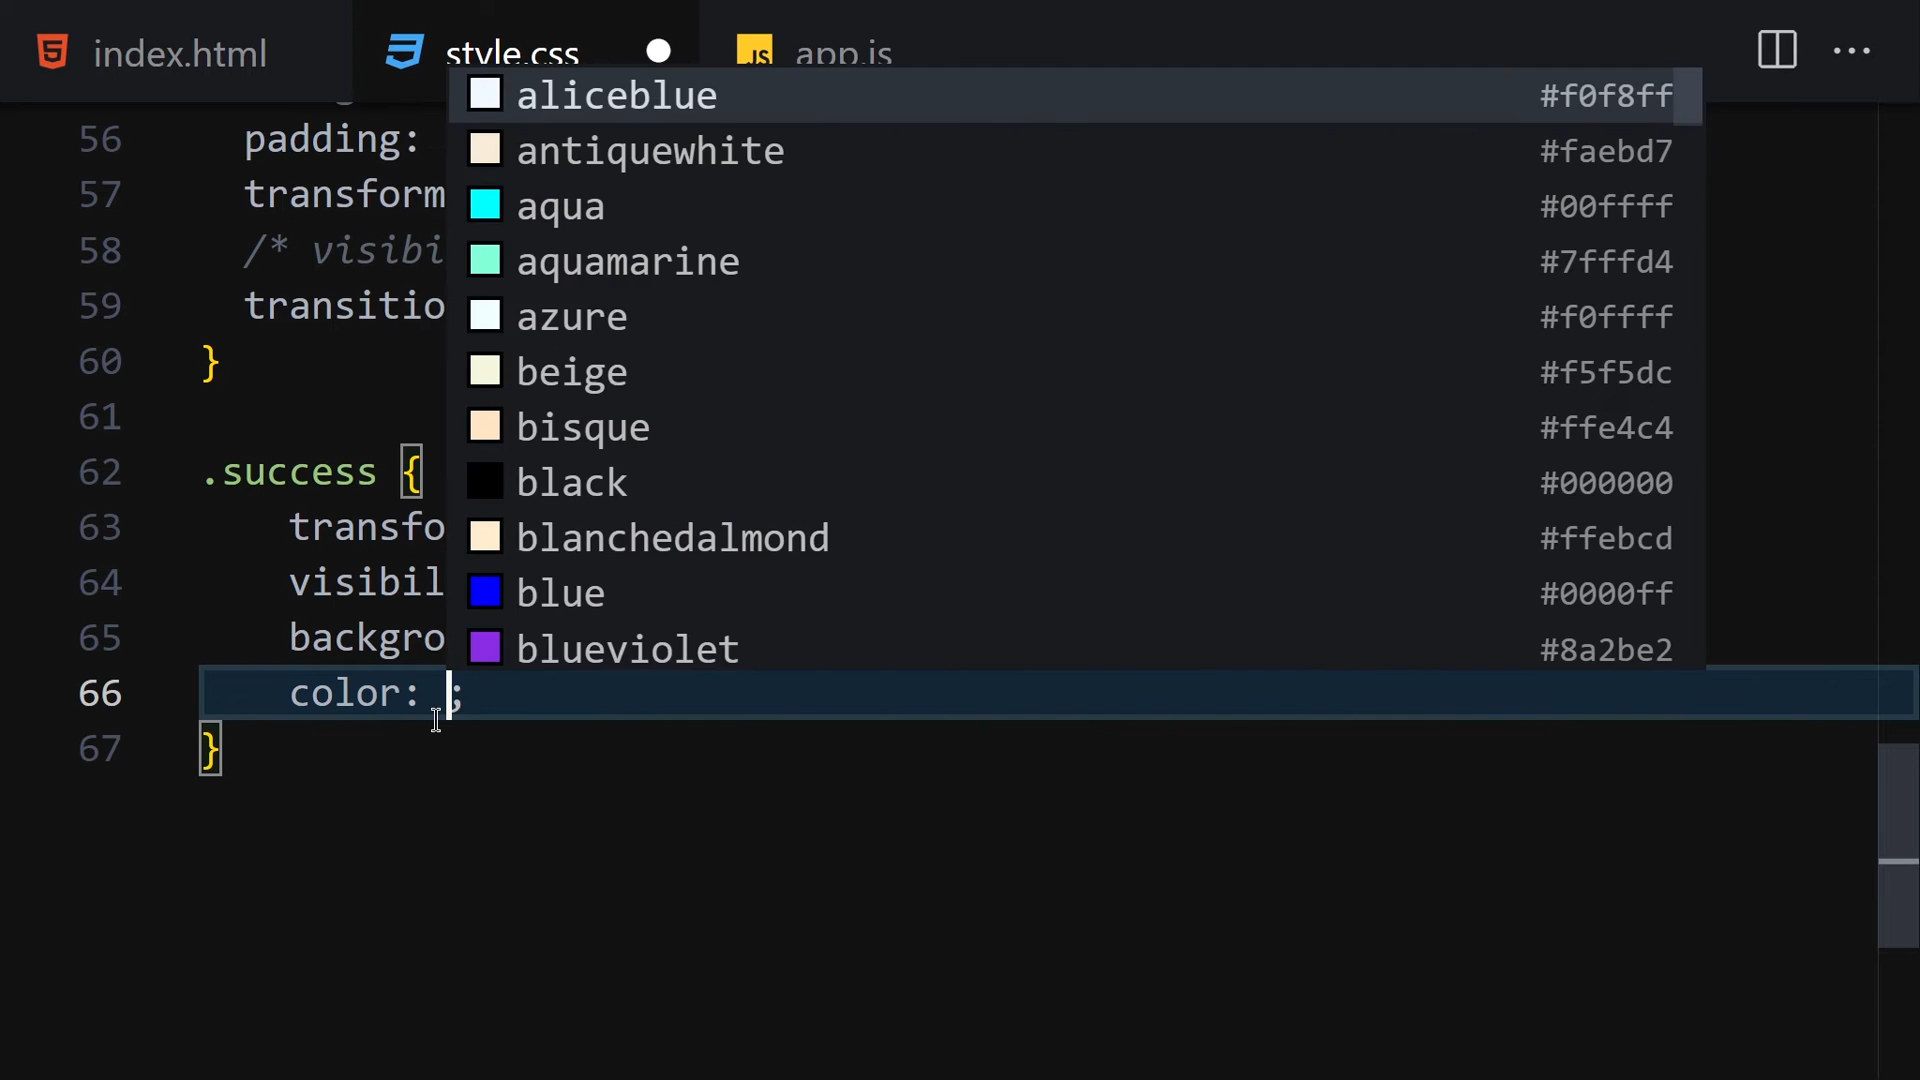 index.html style.css JS app.js
aliceblue #f0f8ff
56 padding: antiquewhite #faebd7
57 transform aqua #00ffff
58 /* visibi aquamarine #7fffd4
59 transitio azure #f0ffff
60 } beige #f5f5dc
61 bisque #ffe4c4
62 .success { black #000000
63 transfo blanchedalmond #ffebcd
64 visibil blue #0000ff
65 backgro blueviolet #8a2be2
66 color: ;
67 }